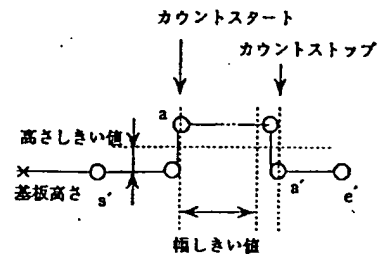 カウントスタート
カウントストップ
a
高さしきい値
基板高さ
s′
a′
e′
幅しきい値